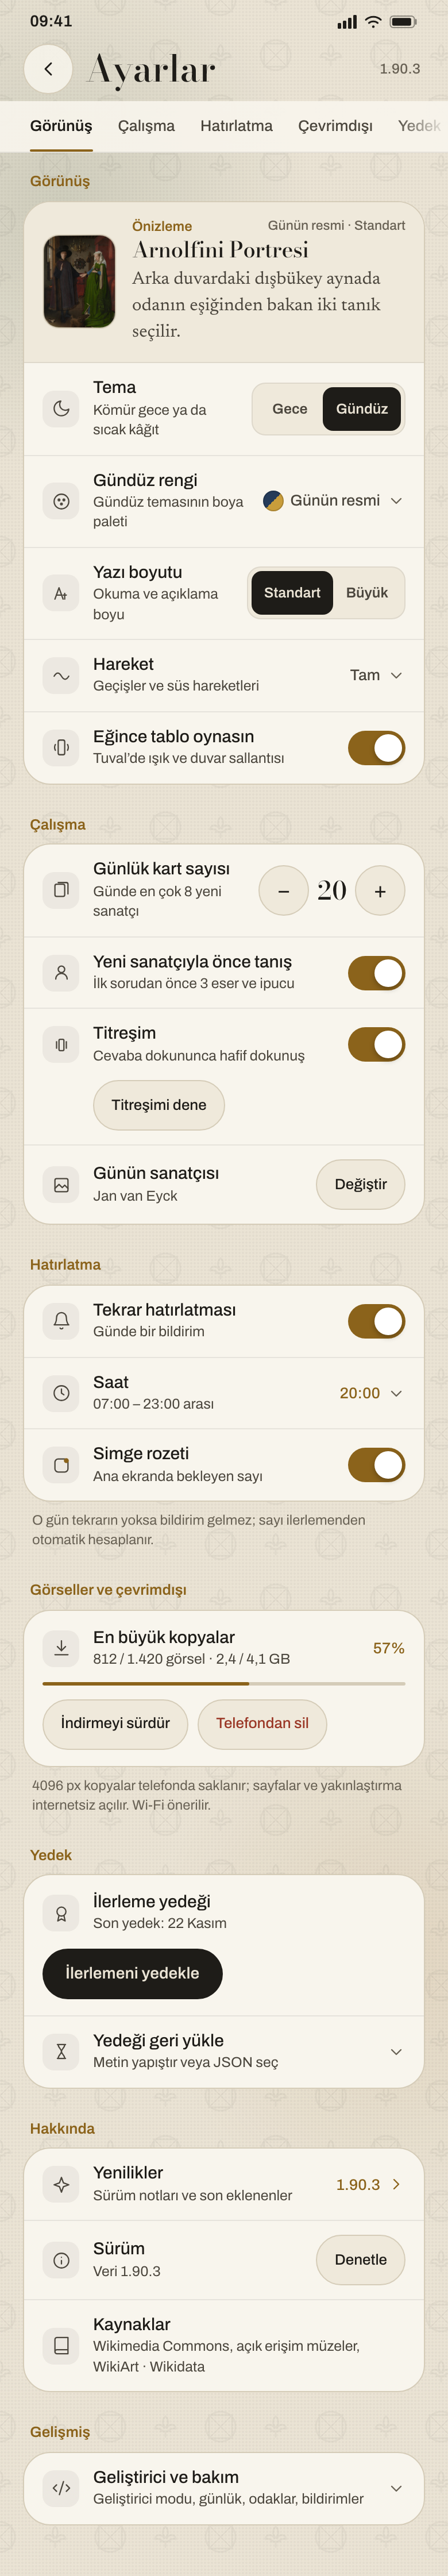 09:41
Ayarlar
1.90.3
Görünüş
Çalışma
Hatırlatma
Çevrimdışı
Yedek
Görünüş
Önizleme
Günün resmi · Standart
Arnolfini Portresi
Arka duvardaki dışbükey aynada
odanın eşiğinden bakan iki tanık
seçilir.
Tema
Kömür gece ya da
sıcak kâğıt
Gece
Gündüz
Gündüz rengi
Gündüz temasının boya
paleti
Günün resmi
Yazı boyutu
Okuma ve açıklama
boyu
Standart
Büyük
Hareket
Geçişler ve süs hareketleri
Tam
Eğince tablo oynasın
Tuval’de ışık ve duvar sallantısı
Çalışma
Günlük kart sayısı
Günde en çok 8 yeni
sanatçı
−
20
+
Yeni sanatçıyla önce tanış
İlk sorudan önce 3 eser ve ipucu
Titreşim
Cevaba dokununca hafif dokunuş
Titreşimi dene
Günün sanatçısı
Jan van Eyck
Değiştir
Hatırlatma
Tekrar hatırlatması
Günde bir bildirim
Saat
07:00 – 23:00 arası
20:00
Simge rozeti
Ana ekranda bekleyen sayı
O gün tekrarın yoksa bildirim gelmez; sayı ilerlemenden
otomatik hesaplanır.
Görseller ve çevrimdışı
En büyük kopyalar
812 / 1.420 görsel · 2,4 / 4,1 GB
57%
İndirmeyi sürdür
Telefondan sil
4096 px kopyalar telefonda saklanır; sayfalar ve yakınlaştırma
internetsiz açılır. Wi-Fi önerilir.
Yedek
İlerleme yedeği
Son yedek: 22 Kasım
İlerlemeni yedekle
Yedeği geri yükle
Metin yapıştır veya JSON seç
Hakkında
Yenilikler
Sürüm notları ve son eklenenler
1.90.3
Sürüm
Veri 1.90.3
Denetle
Kaynaklar
Wikimedia Commons, açık erişim müzeler,
WikiArt · Wikidata
Gelişmiş
Geliştirici ve bakım
Geliştirici modu, günlük, odaklar, bildirimler